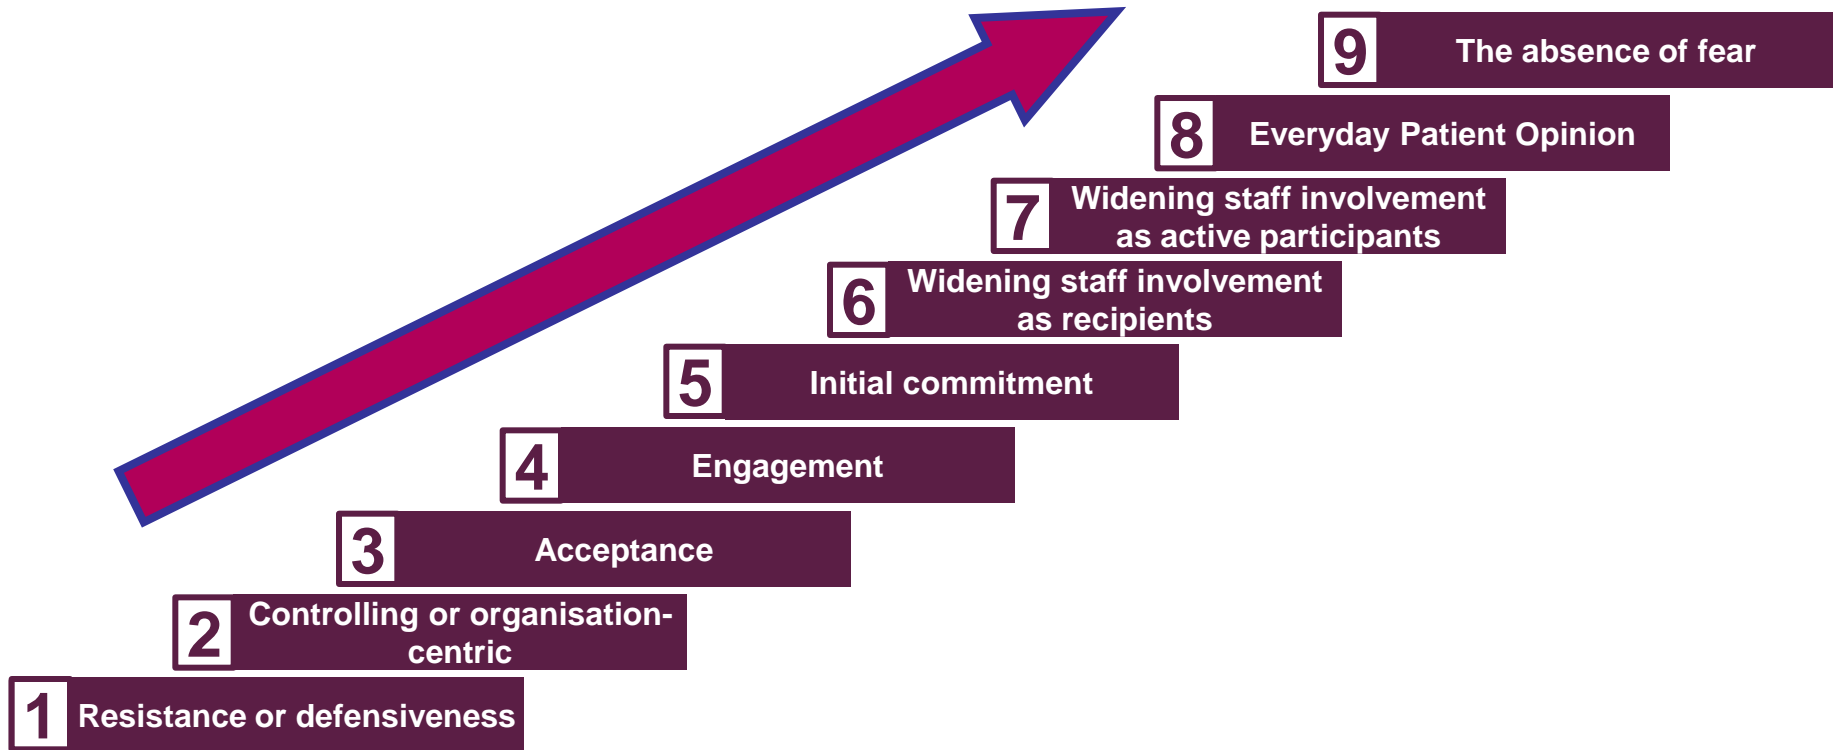 9 The absence of fear
8 Everyday Patient Opinion
7 Widening staff involvement
as active participants
6 Widening staff involvement
as recipients
5 Initial commitment
4 Engagement
3 Acceptance
2 Controlling or organisation-
centric
1 Resistance or defensiveness